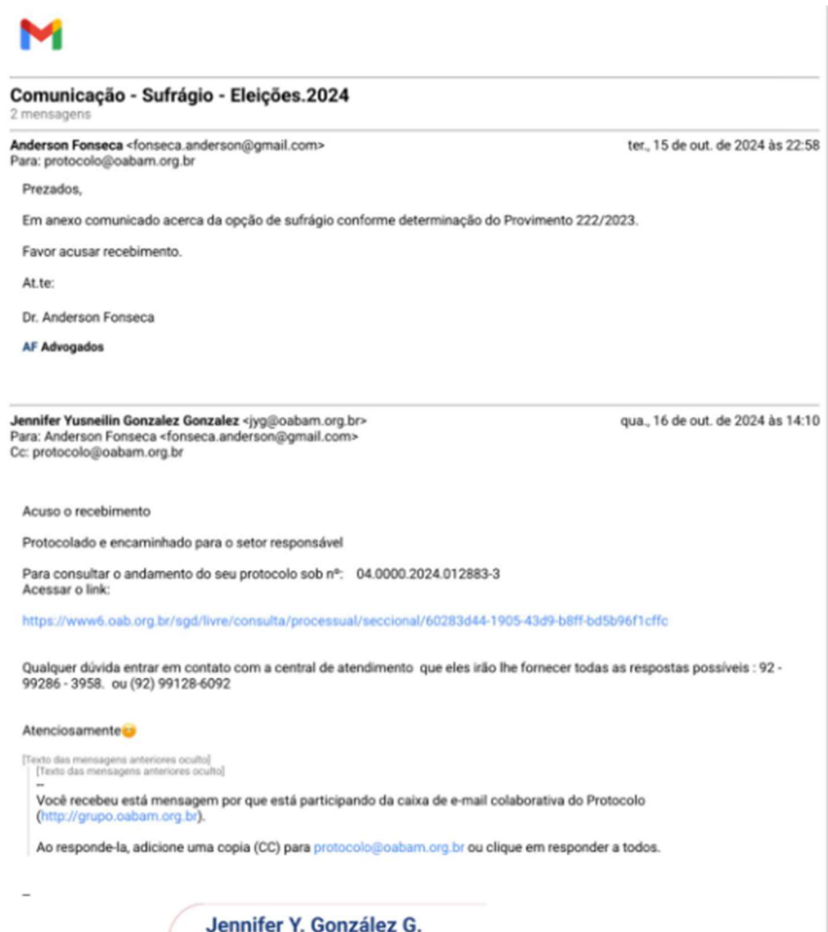 Comunicação - Sufrágio - Eleições.2024
2 mensagens
Anderson Fonseca <fonseca.anderson@gmail.com> ter., 15 de out. de 2024 às 22:58
Para: protocolo@oabam.org.br
Prezados,
Em anexo comunicado acerca da opção de sufrágio conforme determinação do Provimento 222/2023.
Favor acusar recebimento.
At.te:
Dr. Anderson Fonseca
AF Advogados
Jennifer Yusneilin Gonzalez Gonzalez <jyg@oabam.org.br> qua., 16 de out. de 2024 às 14:10
Para: Anderson Fonseca <fonseca.anderson@gmail.com>
Cc: protocolo@oabam.org.br
Acuso o recebimento
Protocolado e encaminhado para o setor responsável
Para consultar o andamento do seu protocolo sob nº: 04.0000.2024.012883-3
Acessar o link:
https://www6.oab.org.br/sgd/livre/consulta/processual/seccional/60283d44-1905-43d9-b8ff-bd5b96f1cffc
Qualquer dúvida entrar em contato com a central de atendimento que eles irão lhe fornecer todas as respostas possíveis : 92 -
99286 - 3958. ou (92) 99128-6092
Atenciosamente😊
[Texto das mensagens anteriores oculto]
[Texto das mensagens anteriores oculto]
--
Você recebeu está mensagem por que está participando da caixa de e-mail colaborativa do Protocolo
(http://grupo.oabam.org.br).
Ao responde-la, adicione uma copia (CC) para protocolo@oabam.org.br ou clique em responder a todos.
--
Jennifer Y. González G.